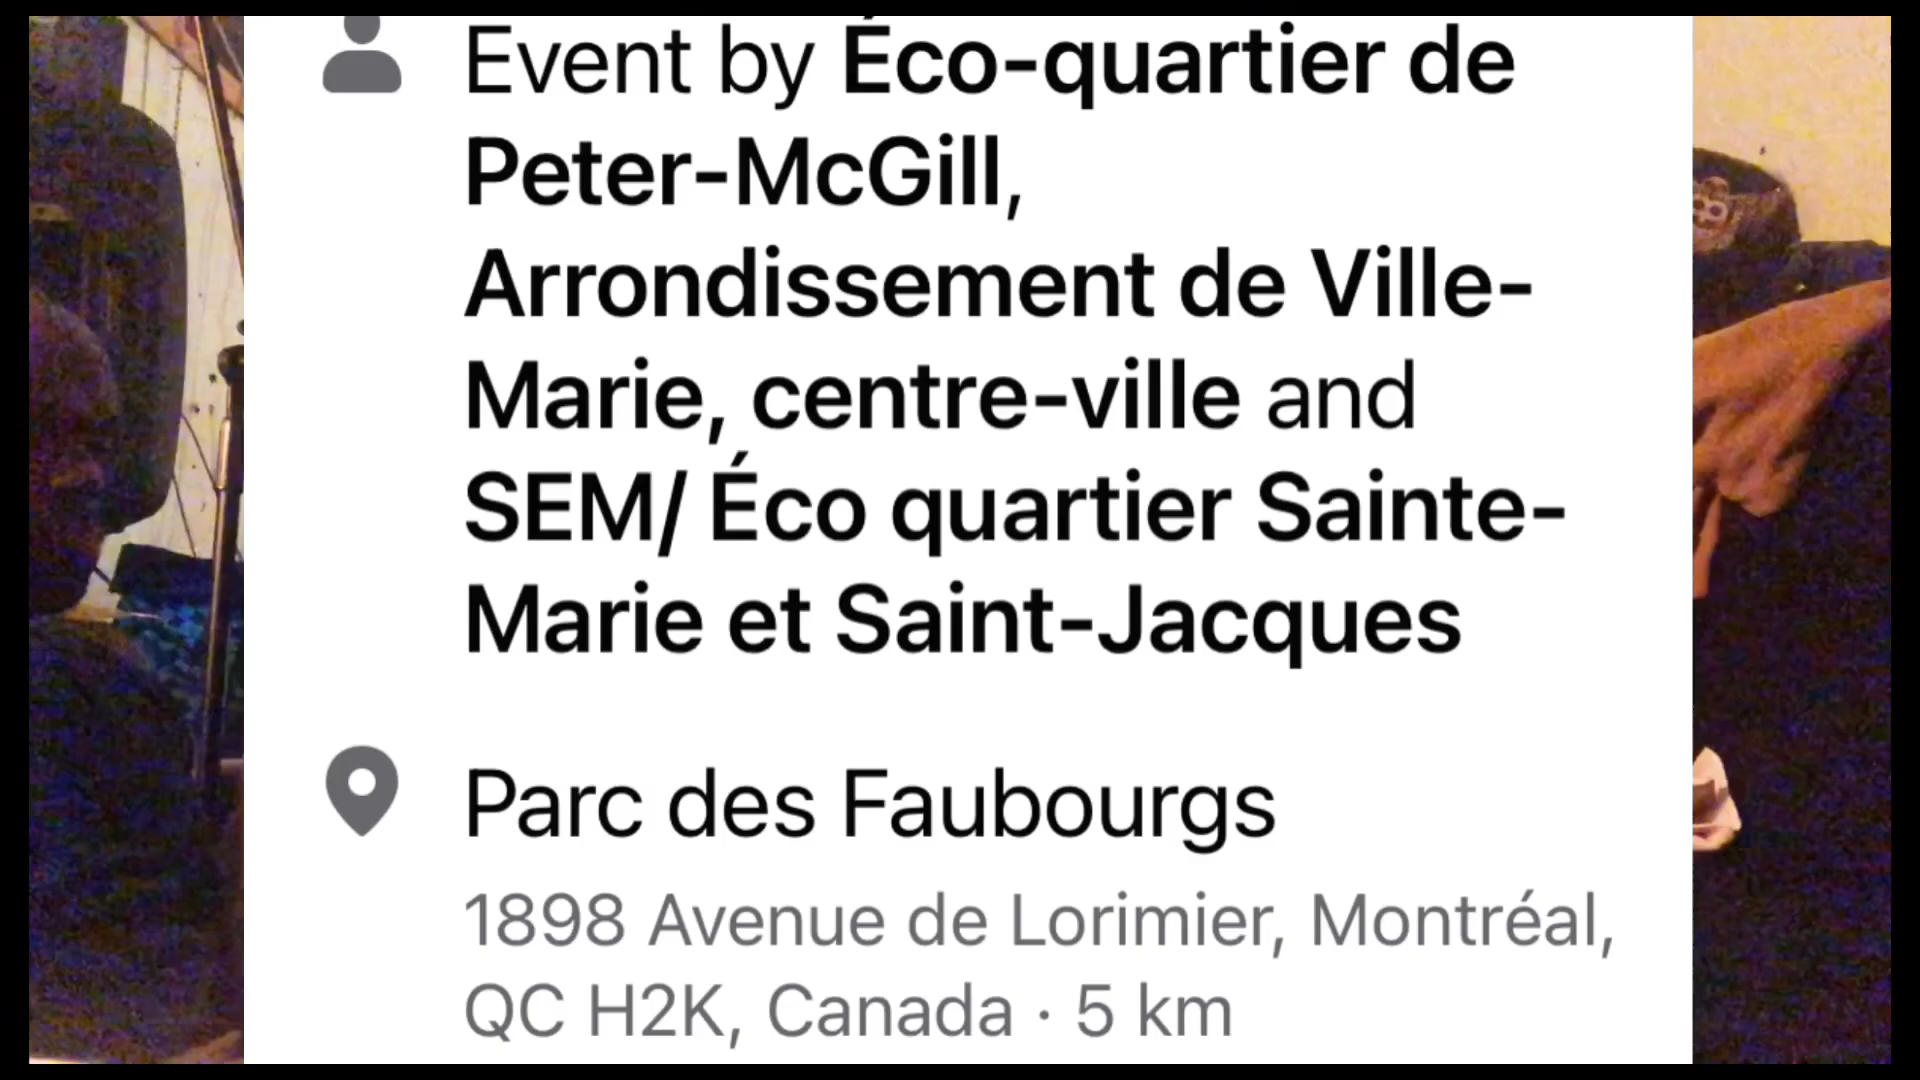 Event by Éco-quartier de
Peter-McGill,
Arrondissement de Ville-
Marie, centre-ville and
SEM/ Éco quartier Sainte-
Marie et Saint-Jacques
Parc des Faubourgs
1898 Avenue de Lorimier, Montréal,
QC H2K, Canada · 5 km